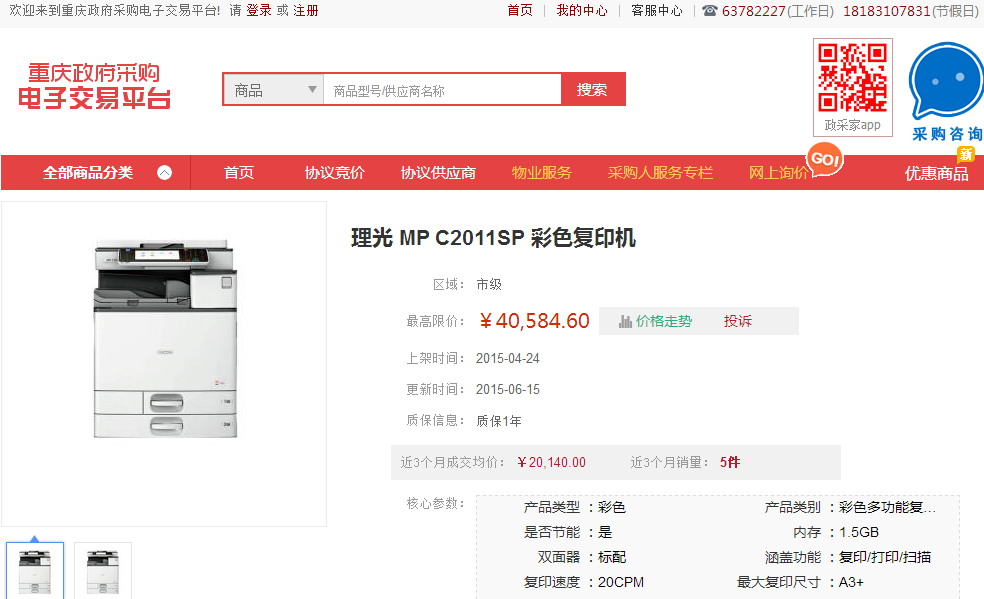 欢迎来到重庆政府采购电子交易平台! 请 登录 或 注册
首页 | 我的中心 | 客服中心 | 63782227(工作日) 18183107831(节假日)
重庆政府采购
电子交易平台
商品 商品型号/供应商名称 搜索
政采家app
采购咨询
全部商品分类 首页 协议竞价 协议供应商 物业服务 采购人服务专栏 网上询价 GO! 优惠商品 新
理光 MP C2011SP 彩色复印机
区域： 市级
最高限价： ￥40,584.60 价格走势 投诉
上架时间： 2015-04-24
更新时间： 2015-06-15
质保信息： 质保1年
近3个月成交均价： ￥20,140.00 近3个月销量： 5件
核心参数：
产品类型 ：彩色 产品类别 ：彩色多功能复…
是否节能 ：是 内存 ：1.5GB
双面器 ：标配 涵盖功能 ：复印/打印/扫描
复印速度 ：20CPM 最大复印尺寸 ：A3+